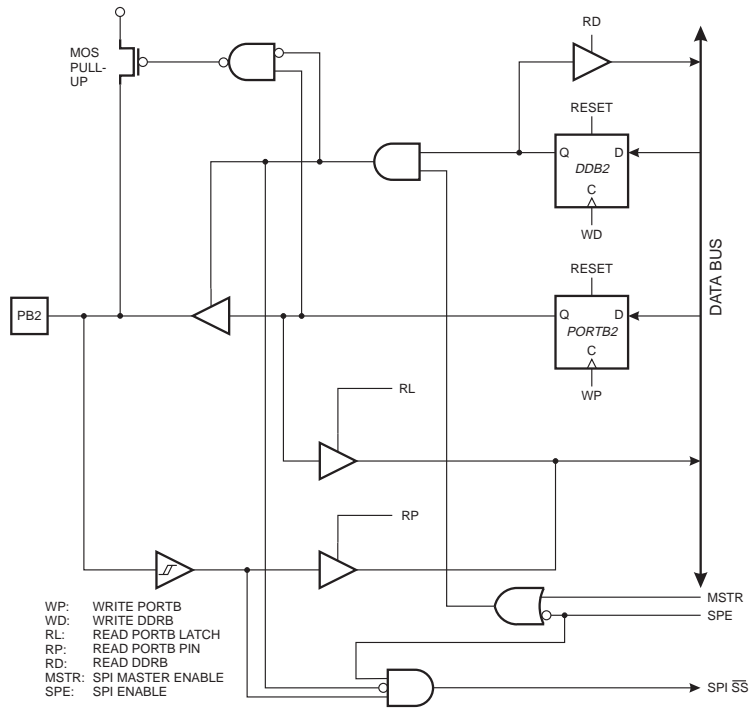 RD
MOS
PULL-
UP
RESET
Q
D
DDB2
C
WD
RESET
DATA BUS
PB2
Q
D
PORTB2
C
WP
RL
RP
MSTR
SPE
WP: WRITE PORTB
WD: WRITE DDRB
RL: READ PORTB LATCH
RP: READ PORTB PIN
RD: READ DDRB
MSTR: SPI MASTER ENABLE
SPE: SPI ENABLE
SPI S̅S̅